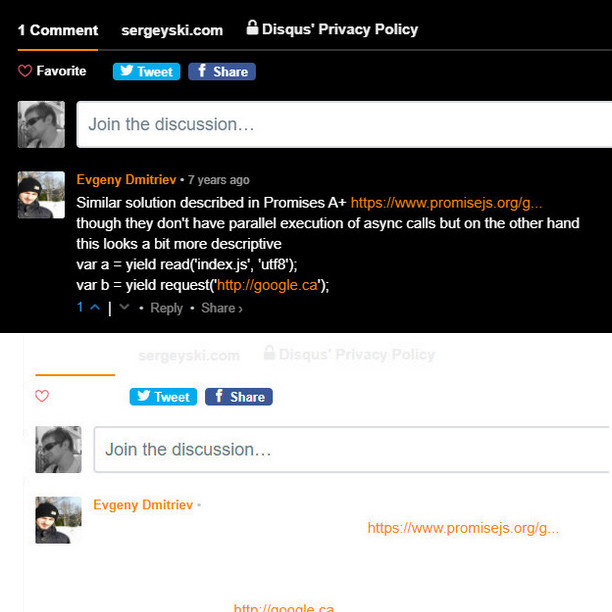 1 Comment sergeyski.com Disqus' Privacy Policy
Favorite Tweet f Share
Join the discussion…
Evgeny Dmitriev • 7 years ago
Similar solution described in Promises A+ https://www.promisejs.org/g...
though they don't have parallel execution of async calls but on the other hand
this looks a bit more descriptive
var a = yield read('index.js', 'utf8');
var b = yield request('http://google.ca');
1 • Reply • Share ›
sergeyski.com Disqus' Privacy Policy
Tweet f Share
Join the discussion…
Evgeny Dmitriev •
https://www.promisejs.org/g...
http://google.ca